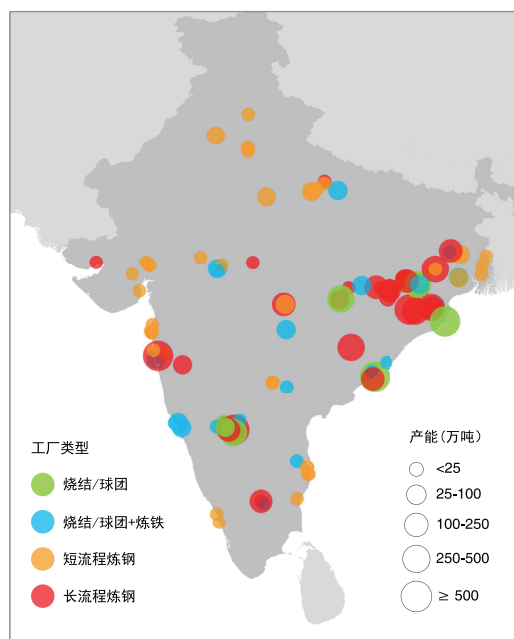 工厂类型
烧结/球团
烧结/球团+炼铁
短流程炼钢
长流程炼钢
产能(万吨)
<25
25-100
100-250
250-500
≥ 500